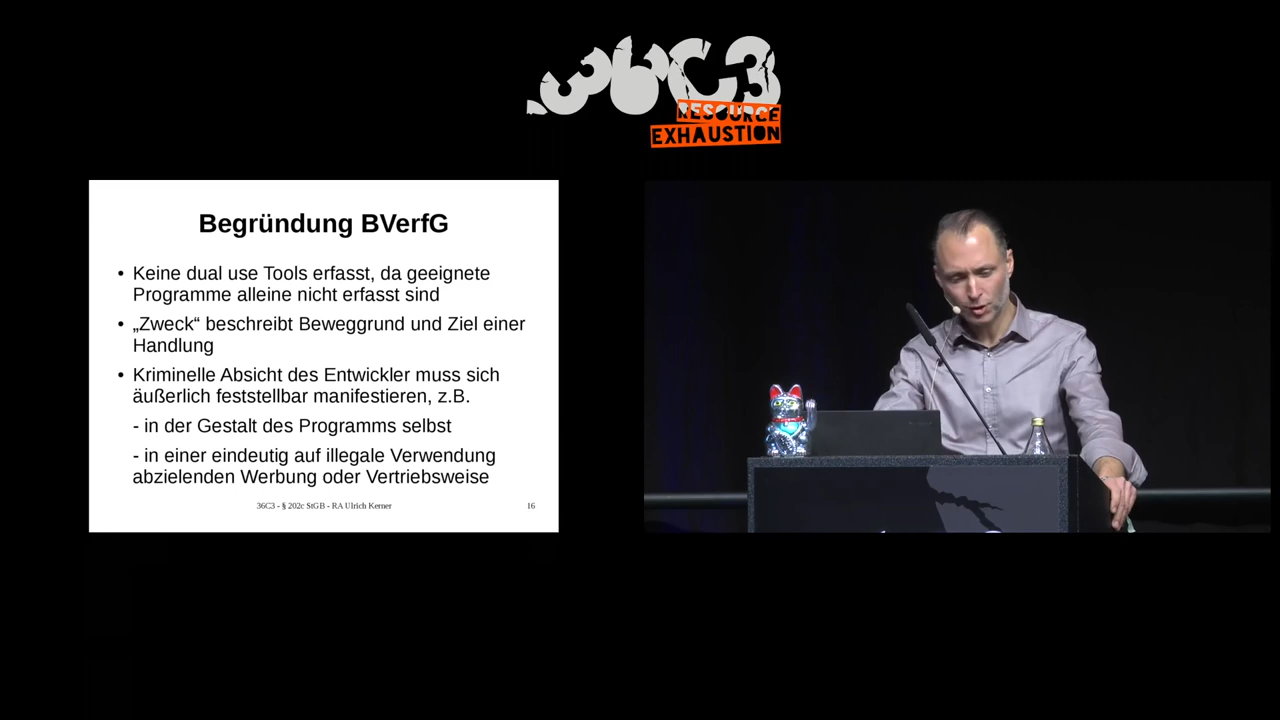 36C3
RESOURCE
EXHAUSTION
Begründung BVerfG
• Keine dual use Tools erfasst, da geeignete
Programme alleine nicht erfasst sind
• „Zweck“ beschreibt Beweggrund und Ziel einer
Handlung
• Kriminelle Absicht des Entwickler muss sich
äußerlich feststellbar manifestieren, z.B.
- in der Gestalt des Programms selbst
- in einer eindeutig auf illegale Verwendung
abzielenden Werbung oder Vertriebsweise
36C3 - § 202c StGB - RA Ulrich Kerner
16